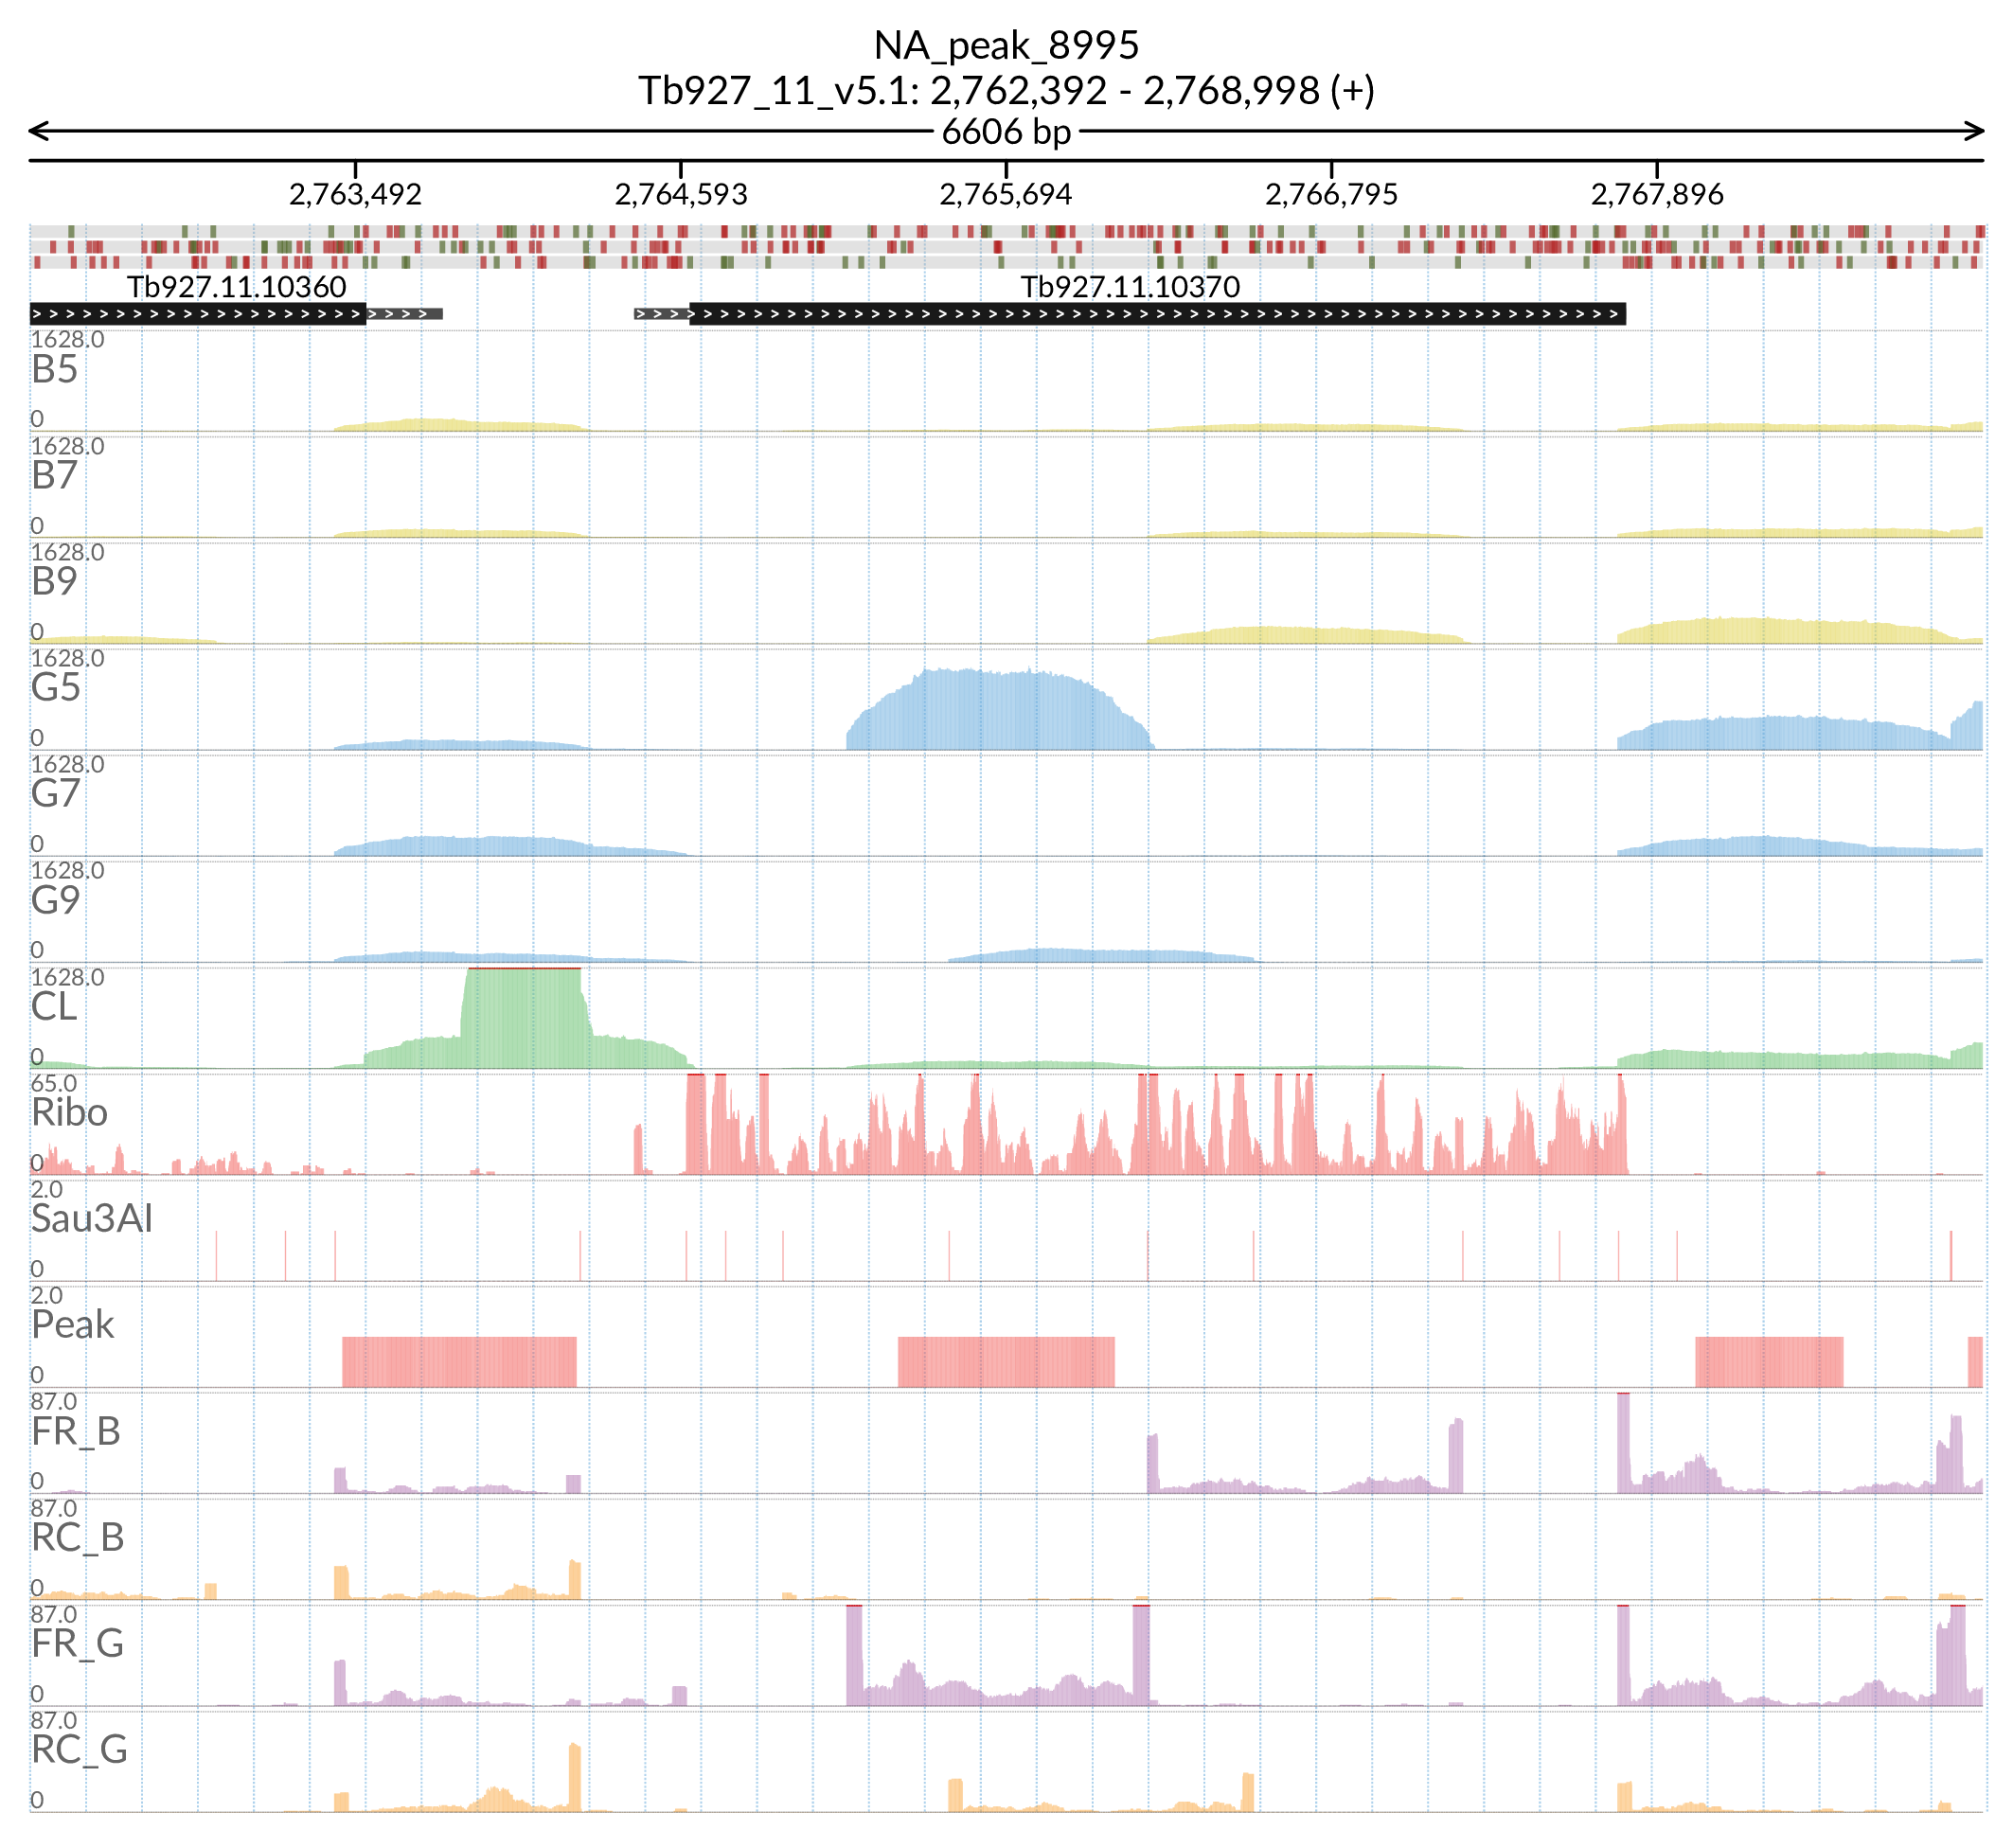 NA_peak_8995
Tb927_11_v5.1: 2,762,392 - 2,768,998 (+)
6606 bp
2,763,492 2,764,593 2,765,694 2,766,795 2,767,896
Tb927.11.10360 Tb927.11.10370
1628.0
B5
0
1628.0
B7
0
1628.0
B9
0
1628.0
G5
0
1628.0
G7
0
1628.0
G9
0
1628.0
CL
0
65.0
Ribo
0
2.0
Sau3AI
0
2.0
Peak
0
87.0
FR_B
0
87.0
RC_B
0
87.0
FR_G
0
87.0
RC_G
0